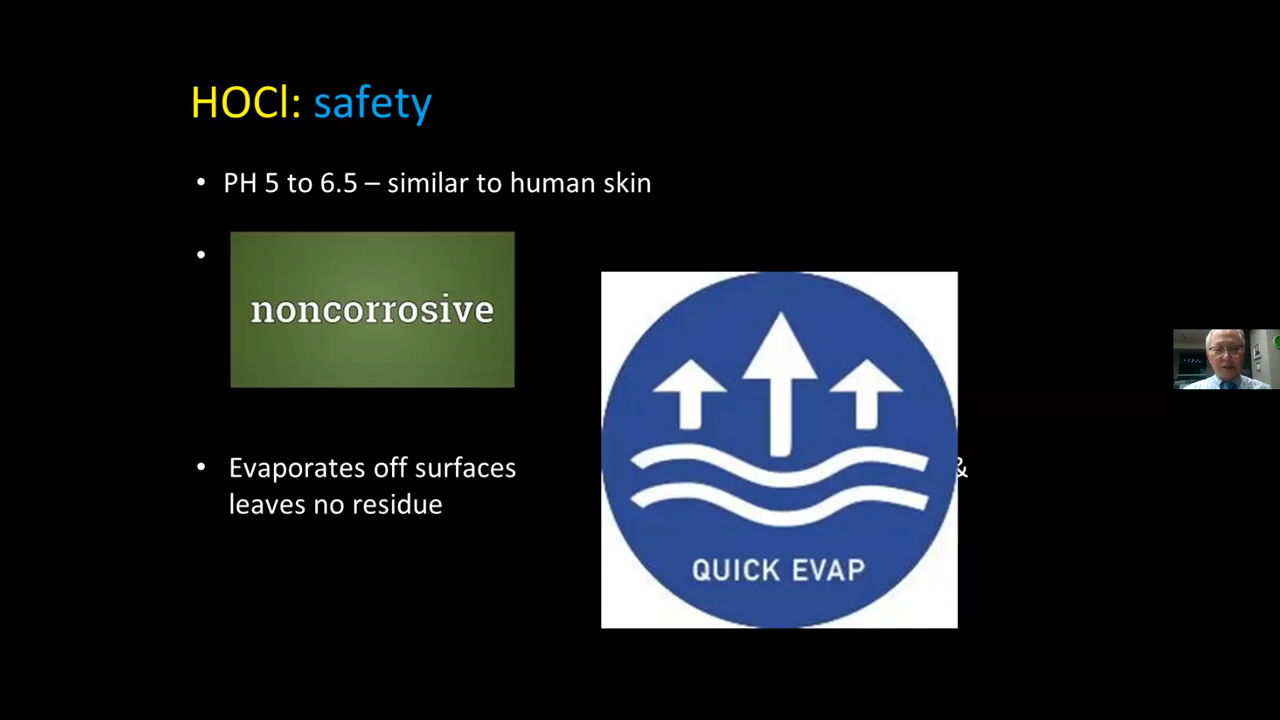 HOCl: safety
• PH 5 to 6.5 – similar to human skin
•
noncorrosive
• Evaporates off surfaces &
leaves no residue
QUICK EVAP